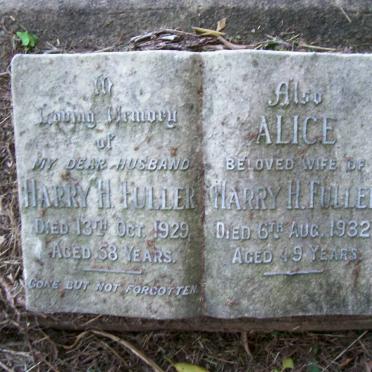 In
Loving Memory
of
MY DEAR HUSBAND
HARRY H. FULLER
DIED 13TH OCT. 1929.
AGED 58 YEARS.
GONE BUT NOT FORGOTTEN.
Also
ALICE
BELOVED WIFE OF
HARRY H. FULLER
DIED 6TH AUG. 1932.
AGED 49 YEARS.